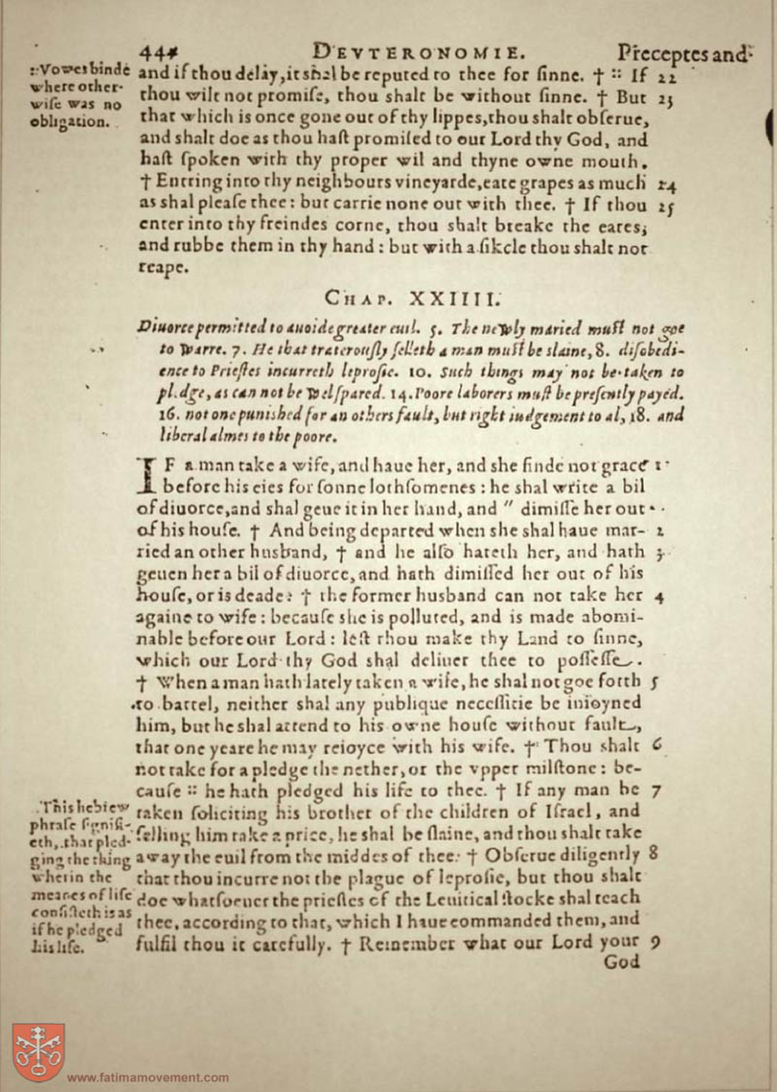 444 DEVTERONOMIE. Preceptes and
and if thou delay, it shal be reputed to thee for sinne. † :: If 22
thou wilt not promise, thou shalt be without sinne. † But 23
that which is once gone out of thy lippes, thou shalt obserue,
and shalt doe as thou hast promised to our Lord thy God, and
hast spoken with thy proper wil and thyne owne mouth.
† Entring into thy neighbours vineyarde, eate grapes as much 24
as shal please thee: but carrie none out with thee. † If thou 25
enter into thy freindes corne, thou shalt breake the eares,
and rubbe them in thy hand: but with a sikcle thou shalt not
reape.
:: Vowes binde
where other-
wise was no
obligation.
CHAP. XXIIII.
Diuorce permitted to auoide greater euil. 5. The newly maried must not goe
to warre. 7. He that traterously selleth a man must be slaine, 8. disobedi-
ence to Priestes incurreth leprosie. 10. Such things may not be taken to
pledge, as can not be wel spared. 14. Poore laborers must be presently payed.
16. not one punished for an others fault, but right iudgement to al, 18. and
liberal almes to the poore.
IF a man take a wife, and haue her, and she finde not grace 1
before his eies for sonne lothsomenes: he shal write a bil
of diuorce, and shal geue it in her hand, and " dimisse her out
of his house. † And being departed when she shal haue mar- 2
ried an other husband, † and he also hateth her, and hath 3
geuen her a bil of diuorce, and hath dimissed her out of his
house, or is deade: † the former husband can not take her 4
againe to wife: because she is polluted, and is made abomi-
nable before our Lord: lest thou make thy Land to sinne,
which our Lord thy God shal deliuer thee to possesse.
† When a man hath lately taken a wife, he shal not goe forth 5
to battel, neither shal any publique necessitie be inioyned
him, but he shal attend to his owne house without fault,
that one yeare he may reioyce with his wife. † Thou shalt 6
not take for a pledge the nether, or the vpper milstone: be-
cause :: he hath pledged his life to thee. † If any man be 7
taken soliciting his brother of the children of Israel, and
selling him take a price, he shal be slaine, and thou shalt take
away the euil from the middes of thee. † Obserue diligently 8
that thou incurre not the plague of leprosie, but thou shalt
doe whatsoeuer the priestes of the Leuitical stocke shal teach
thee, according to that, which I haue commanded them, and
fulfil thou it carefully. † Remember what our Lord your 9
God
This hebrew
phrase signifi-
eth, that pled-
ging the thing
wherin the
meanes of life
consisteth is as
if he pledged
his life.
www.fatimamovement.com